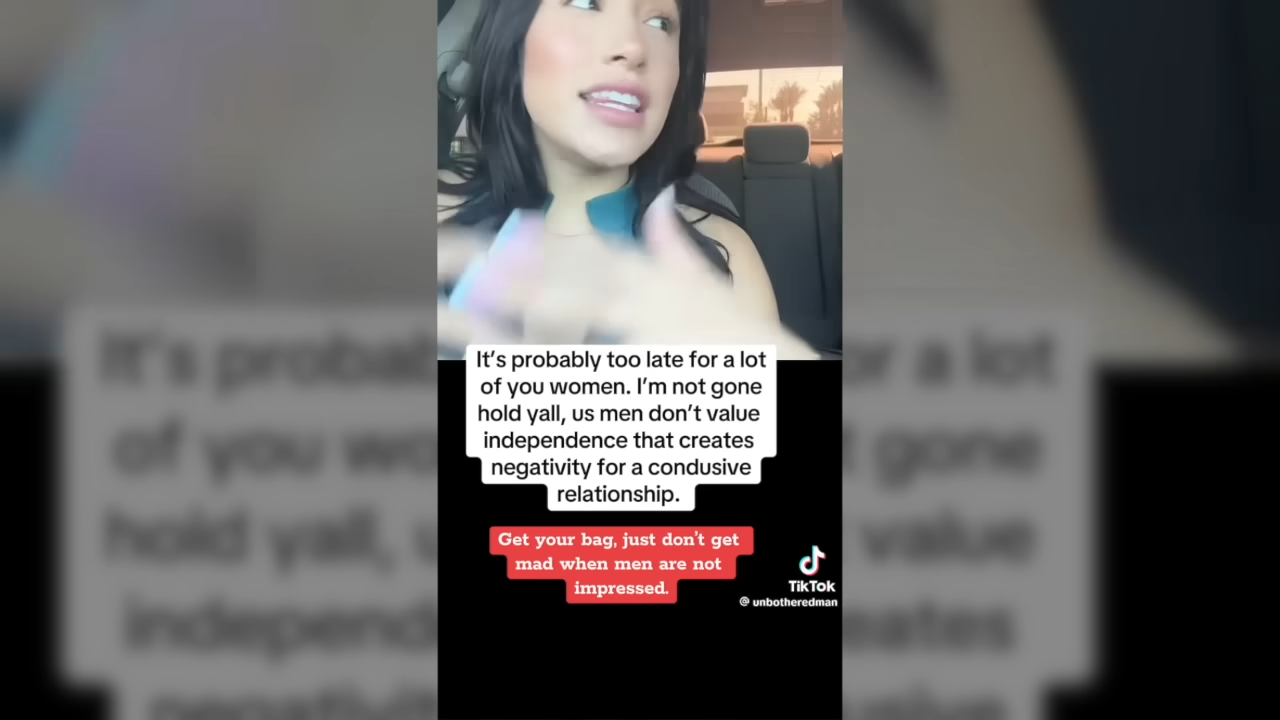 It's probably too late for a lot
of you women. I'm not gone
hold yall, us men don't value
independence that creates
negativity for a condusive
relationship.
Get your bag, just don't get
mad when men are not
impressed.
TikTok
@ unbotheredman